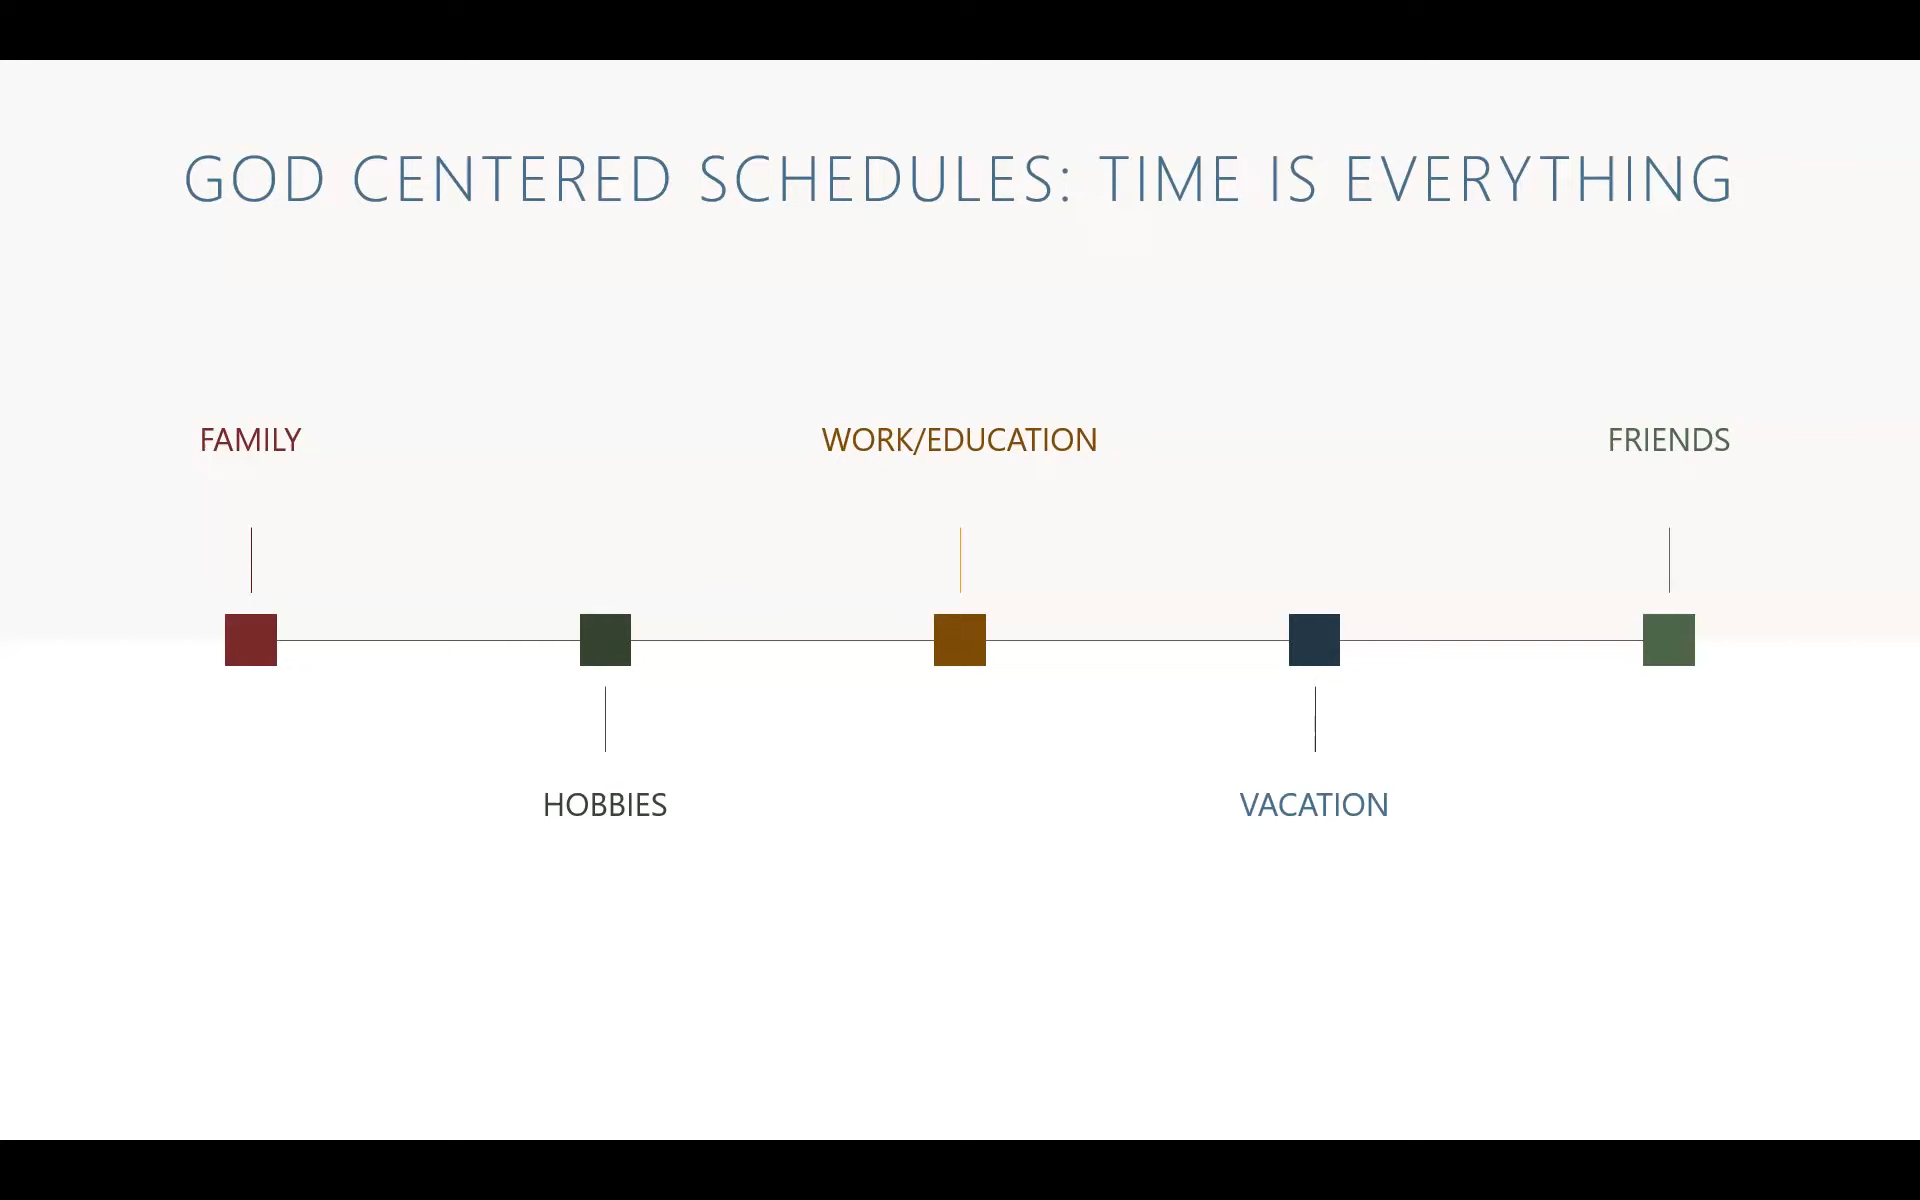 GOD CENTERED SCHEDULES: TIME IS EVERYTHING
FAMILY
WORK/EDUCATION
FRIENDS
HOBBIES
VACATION